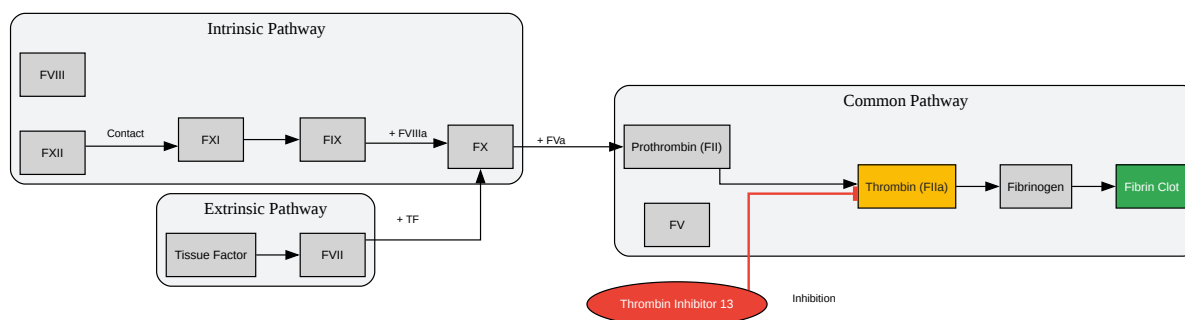 Intrinsic Pathway
FVIII
FXII
Contact
FXI
FIX
+ FVIIIa
FX
+ FVa
Extrinsic Pathway
Tissue Factor
FVII
+ TF
Common Pathway
Prothrombin (FII)
FV
Thrombin (FIIa)
Fibrinogen
Fibrin Clot
Thrombin Inhibitor 13
Inhibition